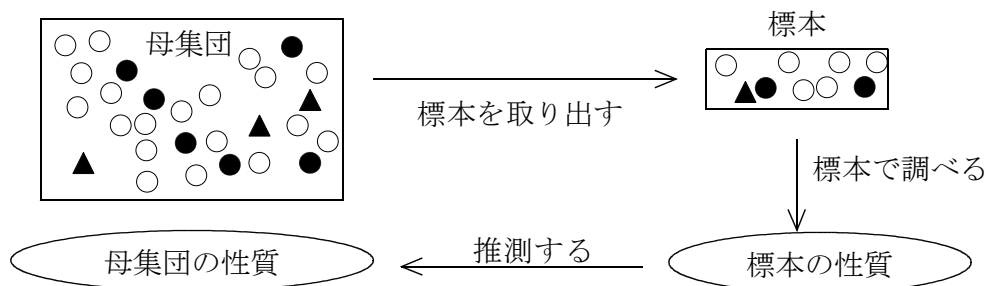 母集団
標本
標本を取り出す
標本で調べる
母集団の性質
推測する
標本の性質